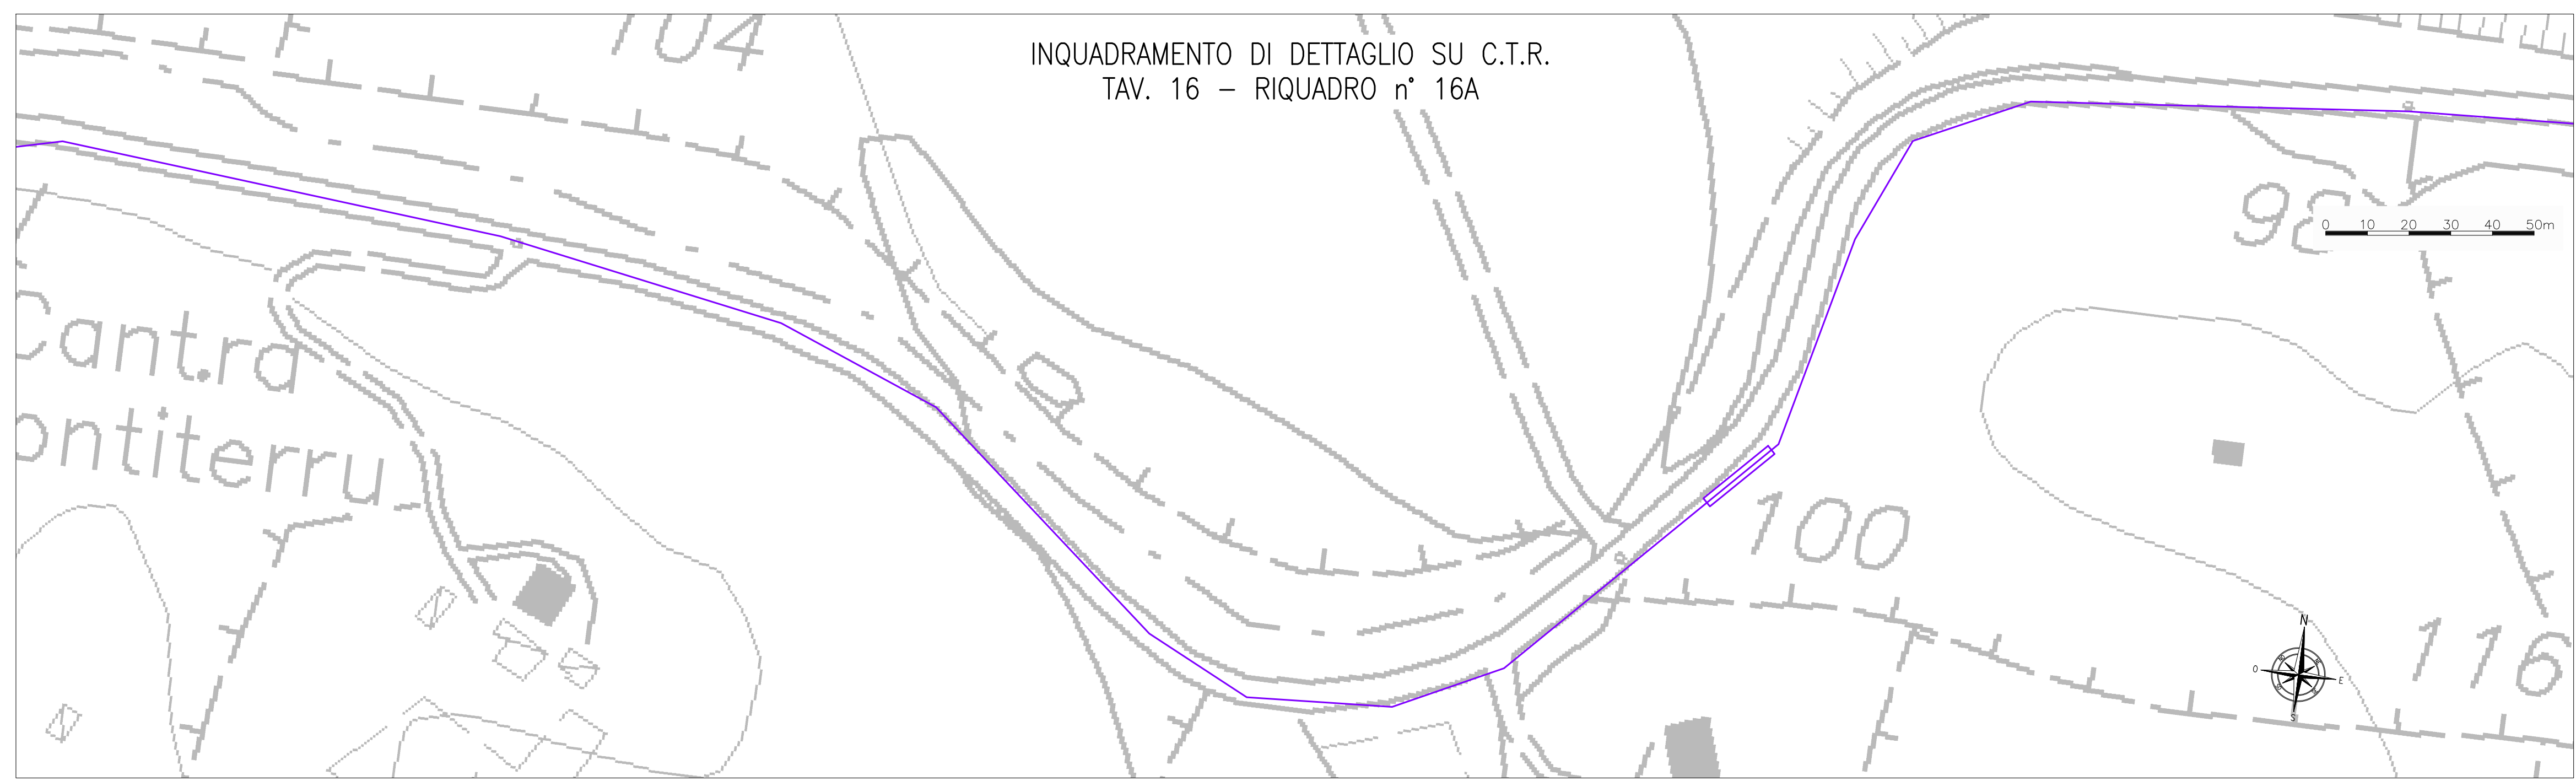 104
INQUADRAMENTO DI DETTAGLIO SU C.T.R.
TAV. 16 – RIQUADRO n° 16A
98
0 10 20 30 40 50m
Cant.ra
ontiterru
100
116
N
O
E
S